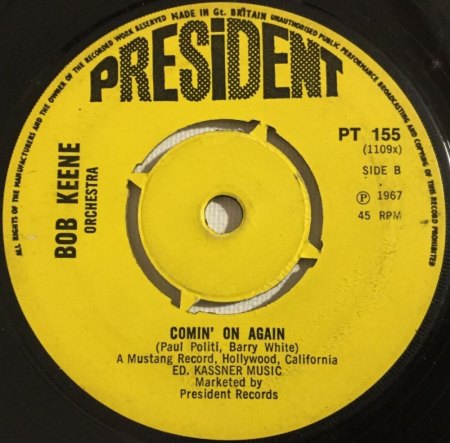 ALL RIGHTS OF THE MANUFACTURERS AND THE OWNER OF THE RECORDED WORK RESERVED MADE IN Gt. BRITAIN UNAUTHORISED PUBLIC PERFORMANCE BROADCASTING AND COPYING OF THIS RECORD PROHIBITED
PRESiDENT
BOB KEENE
ORCHESTRA
PT 155
(1109x)
SIDE B
Ⓟ 1967
45 RPM
COMIN' ON AGAIN
(Paul Politi, Barry White)
A Mustang Record, Hollywood, California
ED. KASSNER MUSIC
Marketed by
President Records